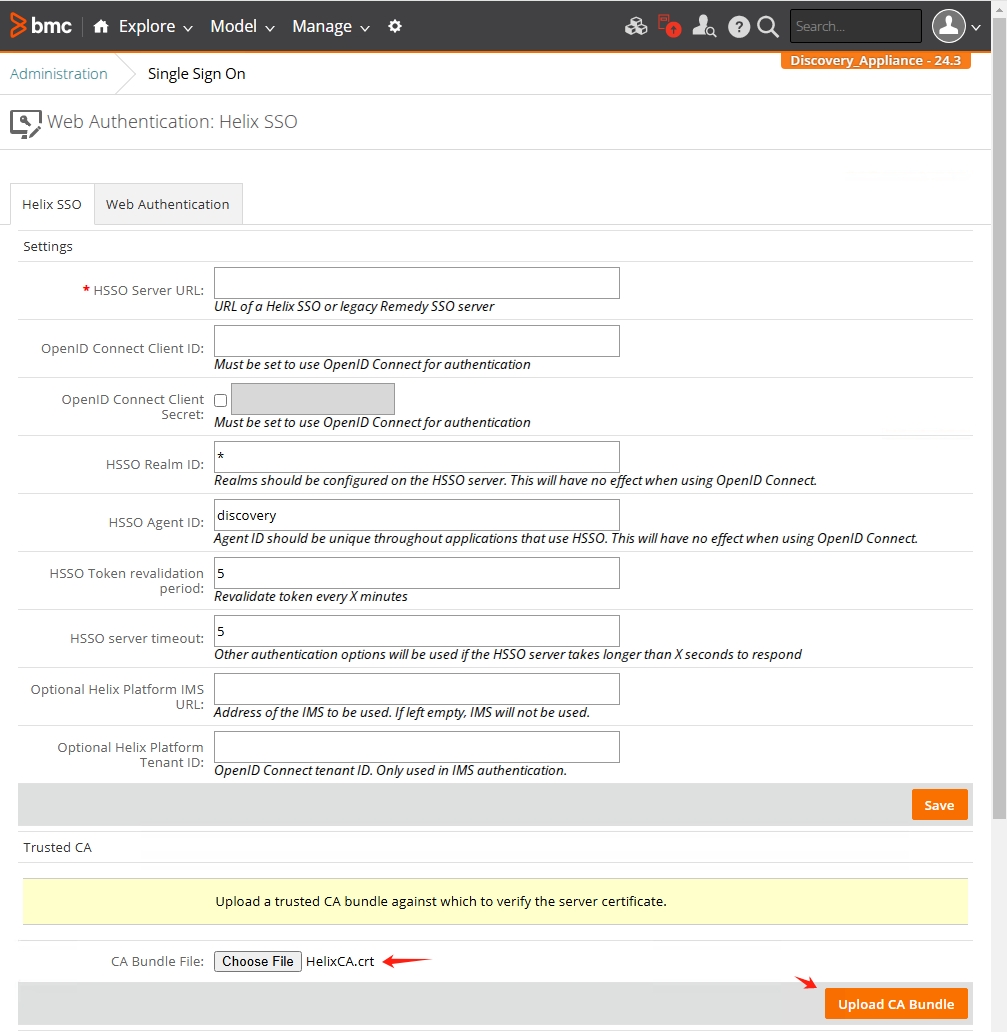 bmc Explore Model Manage Search...
Discovery_Appliance - 24.3
Administration Single Sign On
Web Authentication: Helix SSO
Helix SSO Web Authentication
Settings
* HSSO Server URL:
URL of a Helix SSO or legacy Remedy SSO server
OpenID Connect Client ID:
Must be set to use OpenID Connect for authentication
OpenID Connect Client
Secret:
Must be set to use OpenID Connect for authentication
HSSO Realm ID: *
Realms should be configured on the HSSO server. This will have no effect when using OpenID Connect.
HSSO Agent ID: discovery
Agent ID should be unique throughout applications that use HSSO. This will have no effect when using OpenID Connect.
HSSO Token revalidation
period: 5
Revalidate token every X minutes
HSSO server timeout: 5
Other authentication options will be used if the HSSO server takes longer than X seconds to respond
Optional Helix Platform IMS
URL:
Address of the IMS to be used. If left empty, IMS will not be used.
Optional Helix Platform
Tenant ID:
OpenID Connect tenant ID. Only used in IMS authentication.
Save
Trusted CA
Upload a trusted CA bundle against which to verify the server certificate.
CA Bundle File: Choose File HelixCA.crt
Upload CA Bundle